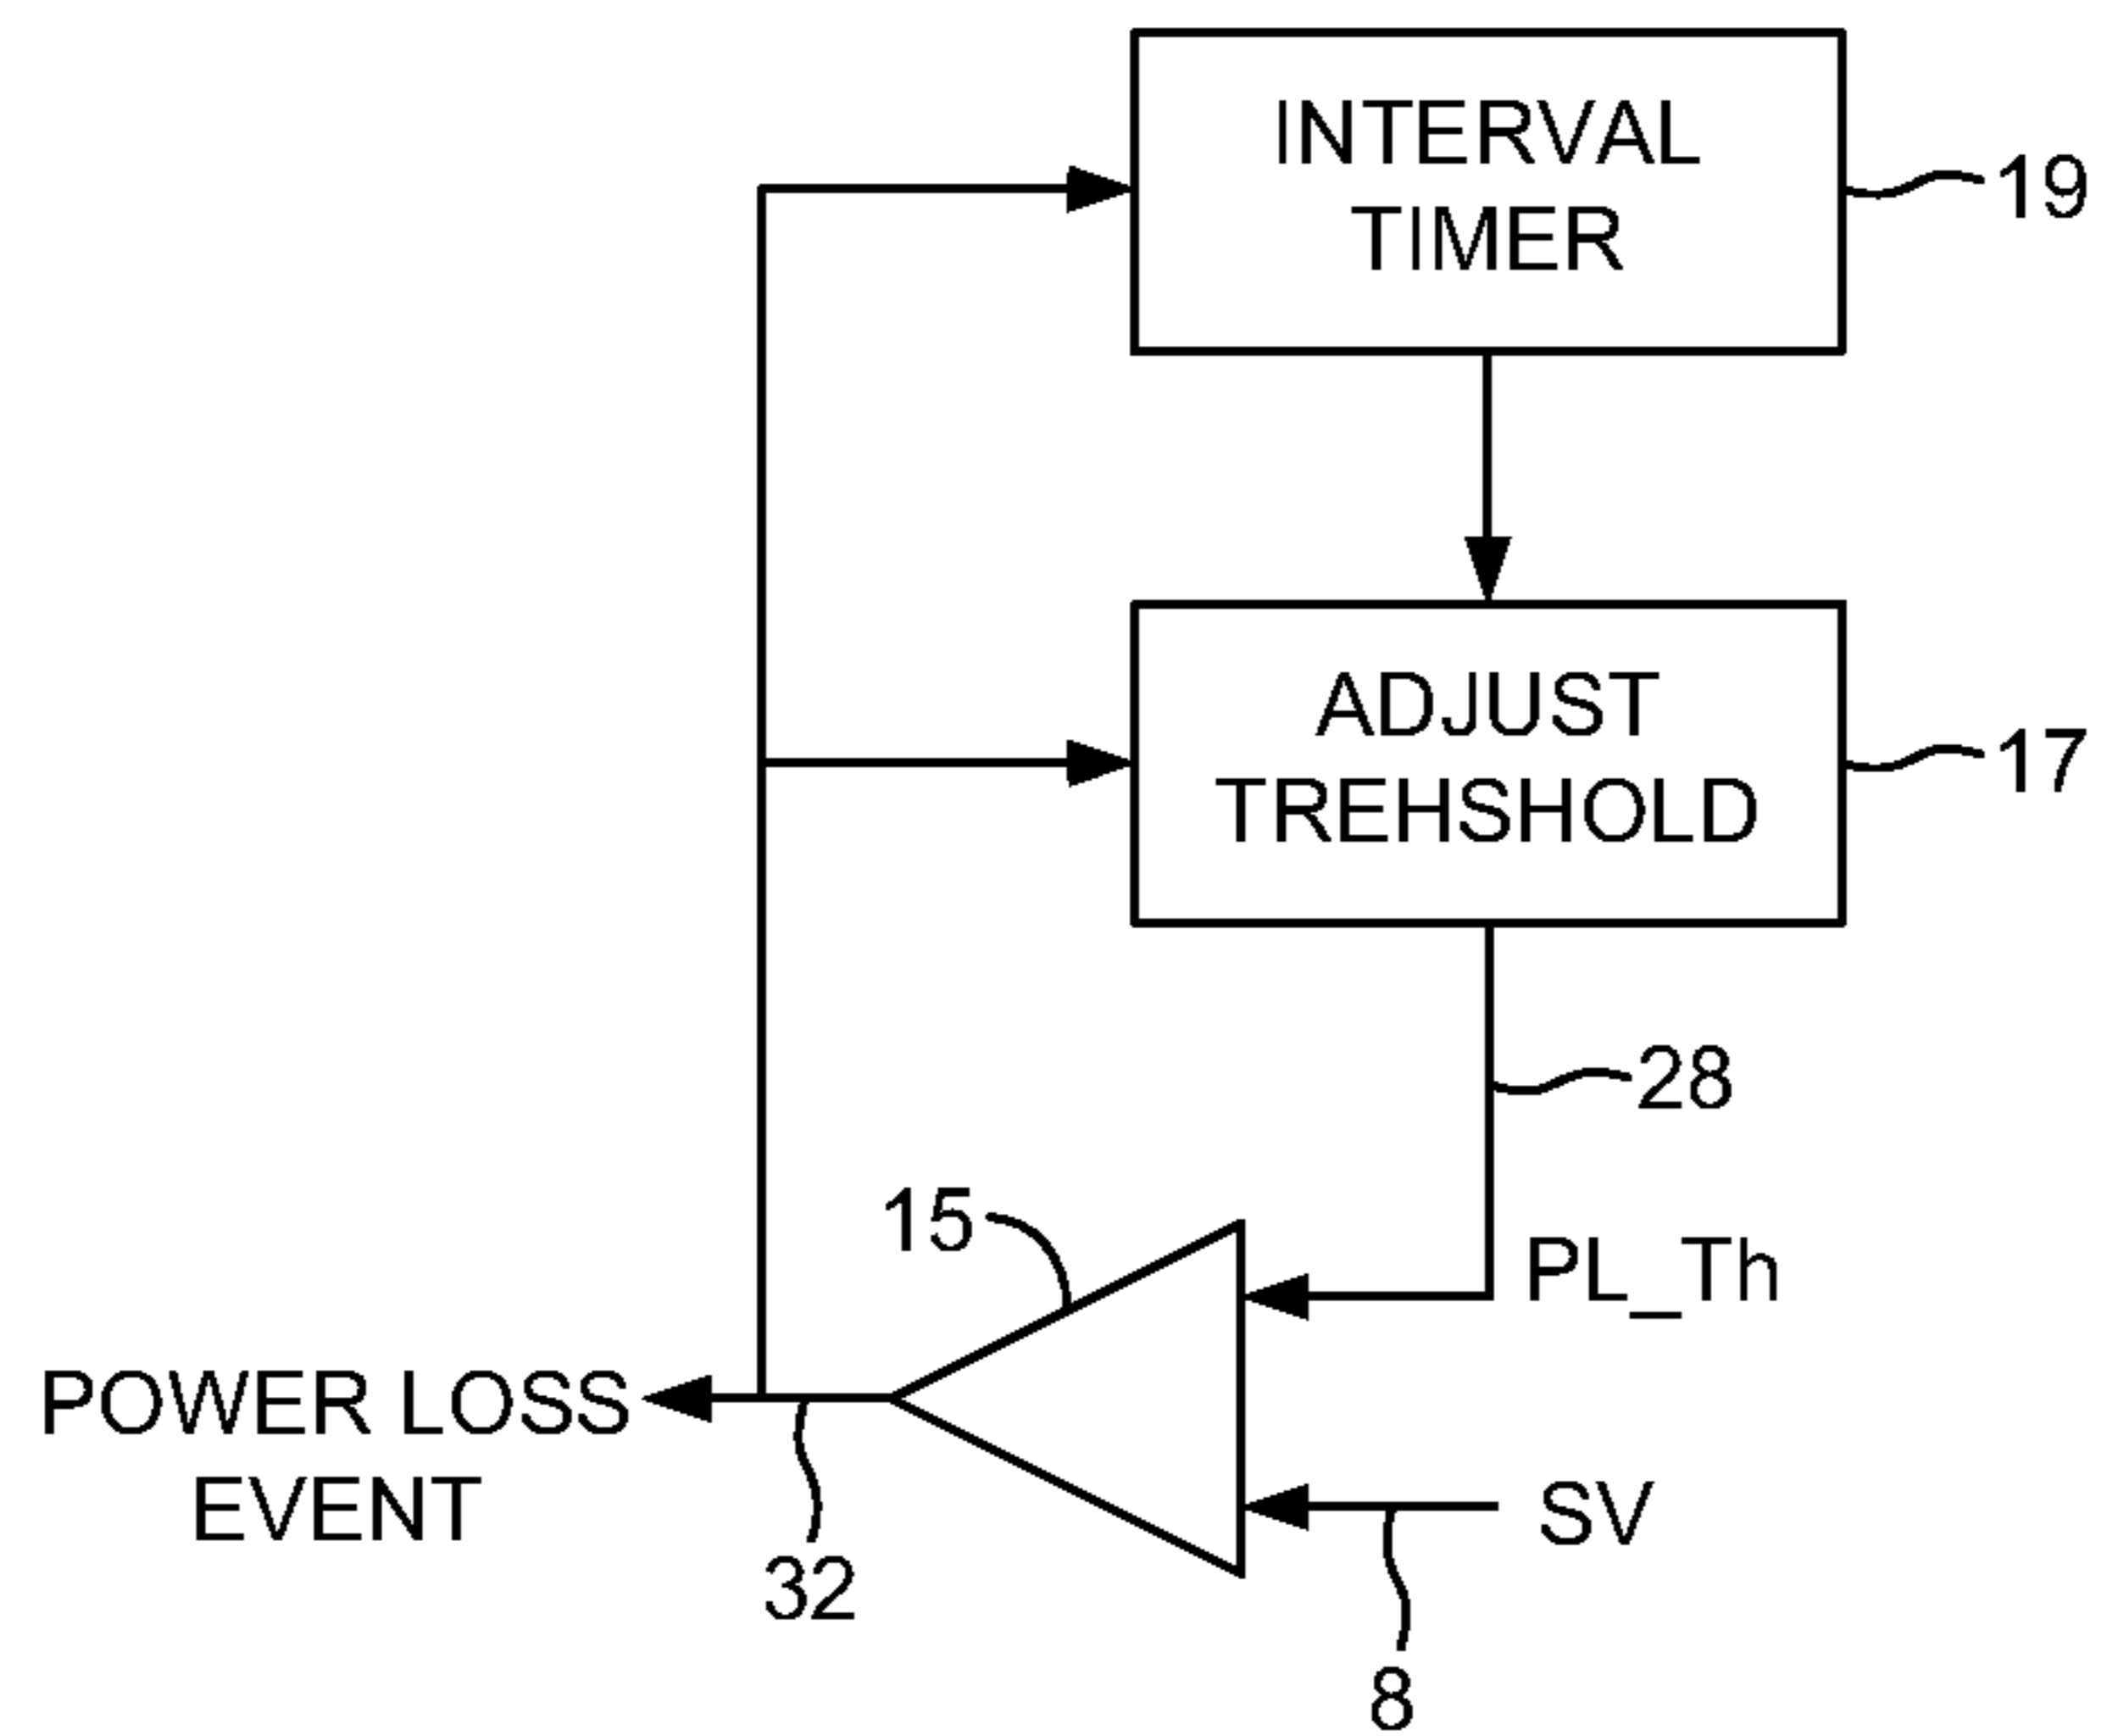 INTERVAL
TIMER
19
ADJUST
TREHSHOLD
17
28
15
PL_Th
POWER LOSS
EVENT
SV
32
8